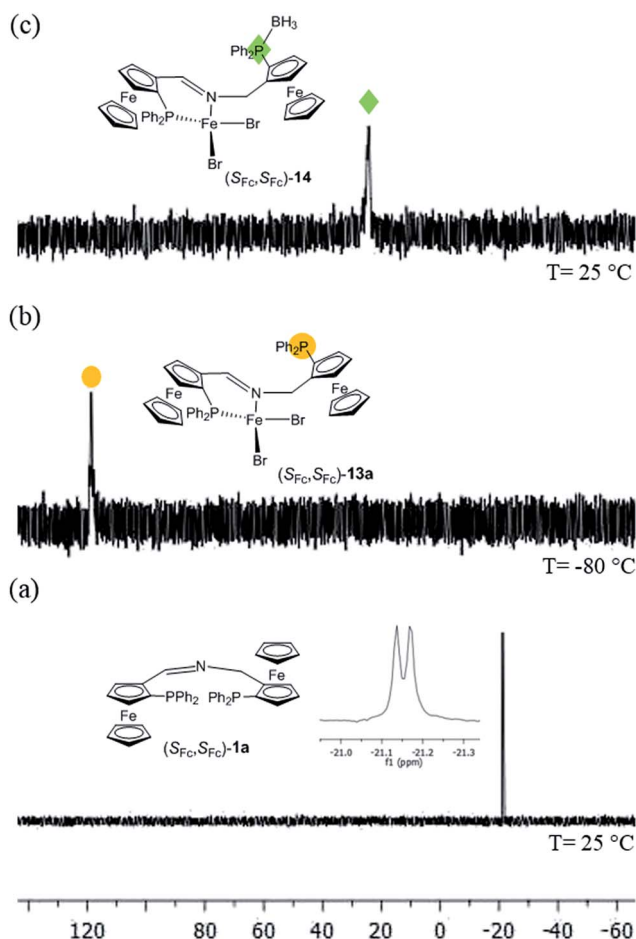 (c)
BH3
Ph2P
Fe
N
Fe
Ph2P
Fe
Br
Br
(SFc,SFc)-14
T= 25 °C
(b)
Ph2P
Fe
N
Fe
Ph2P
Fe
Br
Br
(SFc,SFc)-13a
T= -80 °C
(a)
N
Fe
PPh2 Ph2P
Fe
(SFc,SFc)-1a
-21.0 -21.1 -21.2 -21.3
f1 (ppm)
T= 25 °C
120 80 60 40 20 0 -20 -40 -60